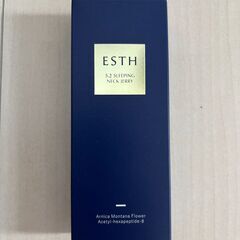 ESTH
S-2 SLEEPING
NECK JERRY
Arnica Montana Flower
Acetyl-hexapeptide-8